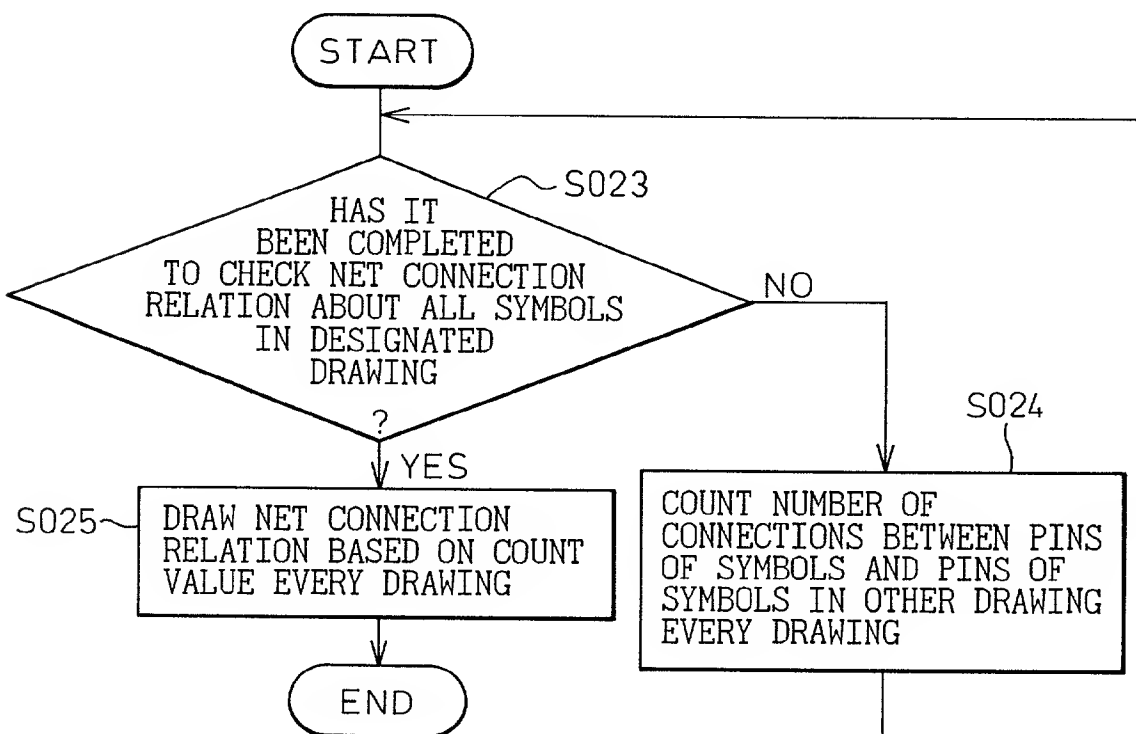 START
S023
HAS IT
BEEN COMPLETED
TO CHECK NET CONNECTION
RELATION ABOUT ALL SYMBOLS
IN DESIGNATED
DRAWING
?
NO
YES
S024
COUNT NUMBER OF
CONNECTIONS BETWEEN PINS
OF SYMBOLS AND PINS OF
SYMBOLS IN OTHER DRAWING
EVERY DRAWING
S025
DRAW NET CONNECTION
RELATION BASED ON COUNT
VALUE EVERY DRAWING
END